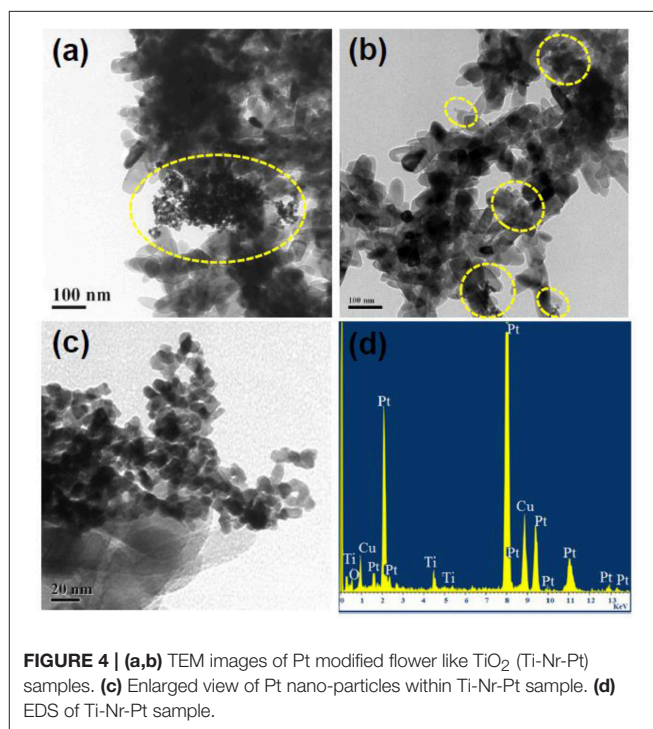 (a)
100 nm
(b)
100 nm
(c)
20 nm
(d)
Pt
Pt
Cu
Pt
Ti
Cu
Pt
Ti
Pt
Pt
O
Pt
Ti
Pt
Pt
Pt
0 1 2 3 4 5 6 7 8 9 10 11 12 13
KeV
FIGURE 4 | (a,b) TEM images of Pt modified flower like TiO₂ (Ti-Nr-Pt)
samples. (c) Enlarged view of Pt nano-particles within Ti-Nr-Pt sample. (d)
EDS of Ti-Nr-Pt sample.